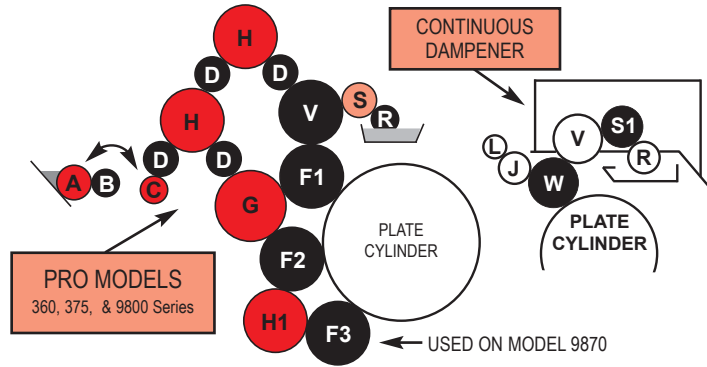 CONTINUOUS
DAMPENER
H
D
D
V
S
R
H
D
D
A
B
C
F1
G
PLATE
CYLINDER
F2
H1
F3
PRO MODELS
360, 375, & 9800 Series
USED ON MODEL 9870
L
J
V
S1
R
W
PLATE
CYLINDER